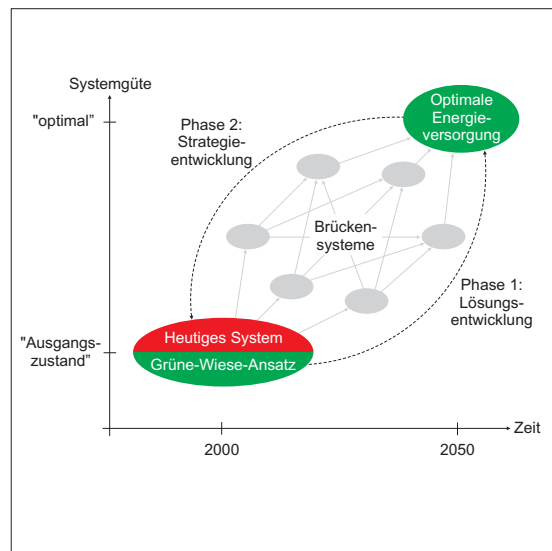 Systemgüte
"optimal”
Optimale
Energie-
versorgung
Phase 2:
Strategie-
entwicklung
Brücken-
systeme
Phase 1:
Lösungs-
entwicklung
"Ausgangs-
zustand”
Heutiges System
Grüne-Wiese-Ansatz
Zeit
2000
2050